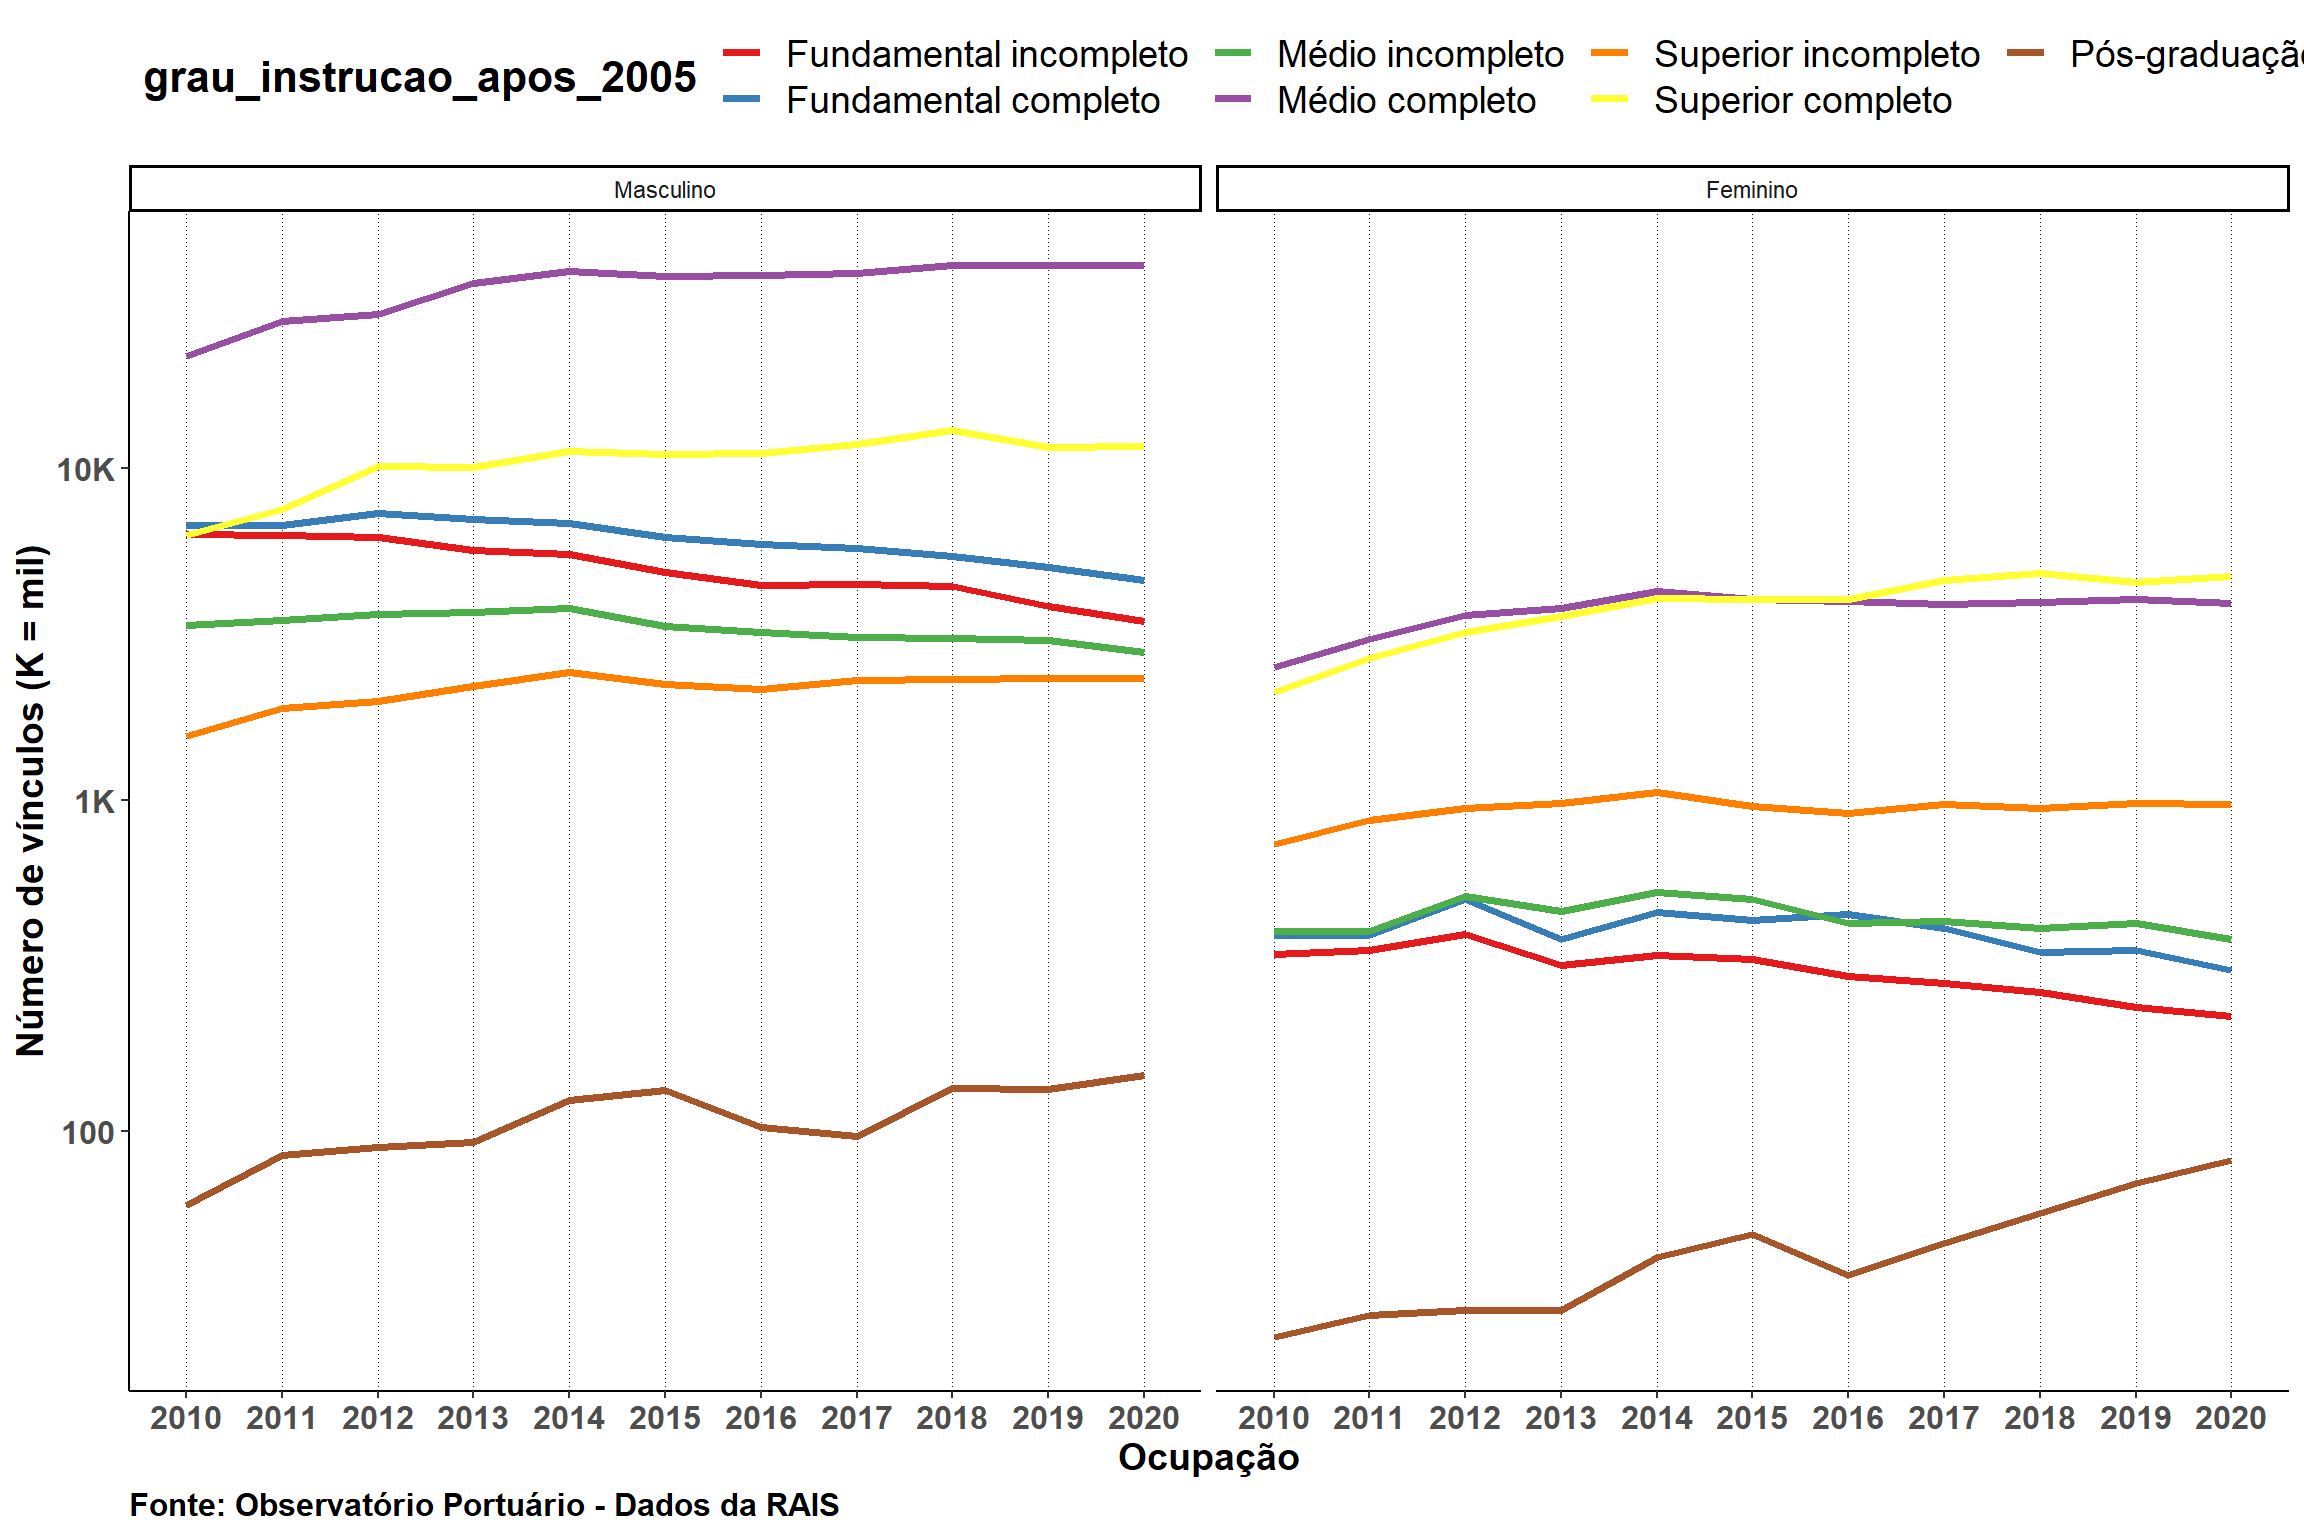 grau_instrucao_apos_2005
Fundamental incompleto Médio incompleto Superior incompleto Pós-graduação
Fundamental completo Médio completo Superior completo
Masculino Feminino
Número de vínculos (K = mil)
10K
1K
100
2010 2011 2012 2013 2014 2015 2016 2017 2018 2019 2020 2010 2011 2012 2013 2014 2015 2016 2017 2018 2019 2020
Ocupação
Fonte: Observatório Portuário - Dados da RAIS